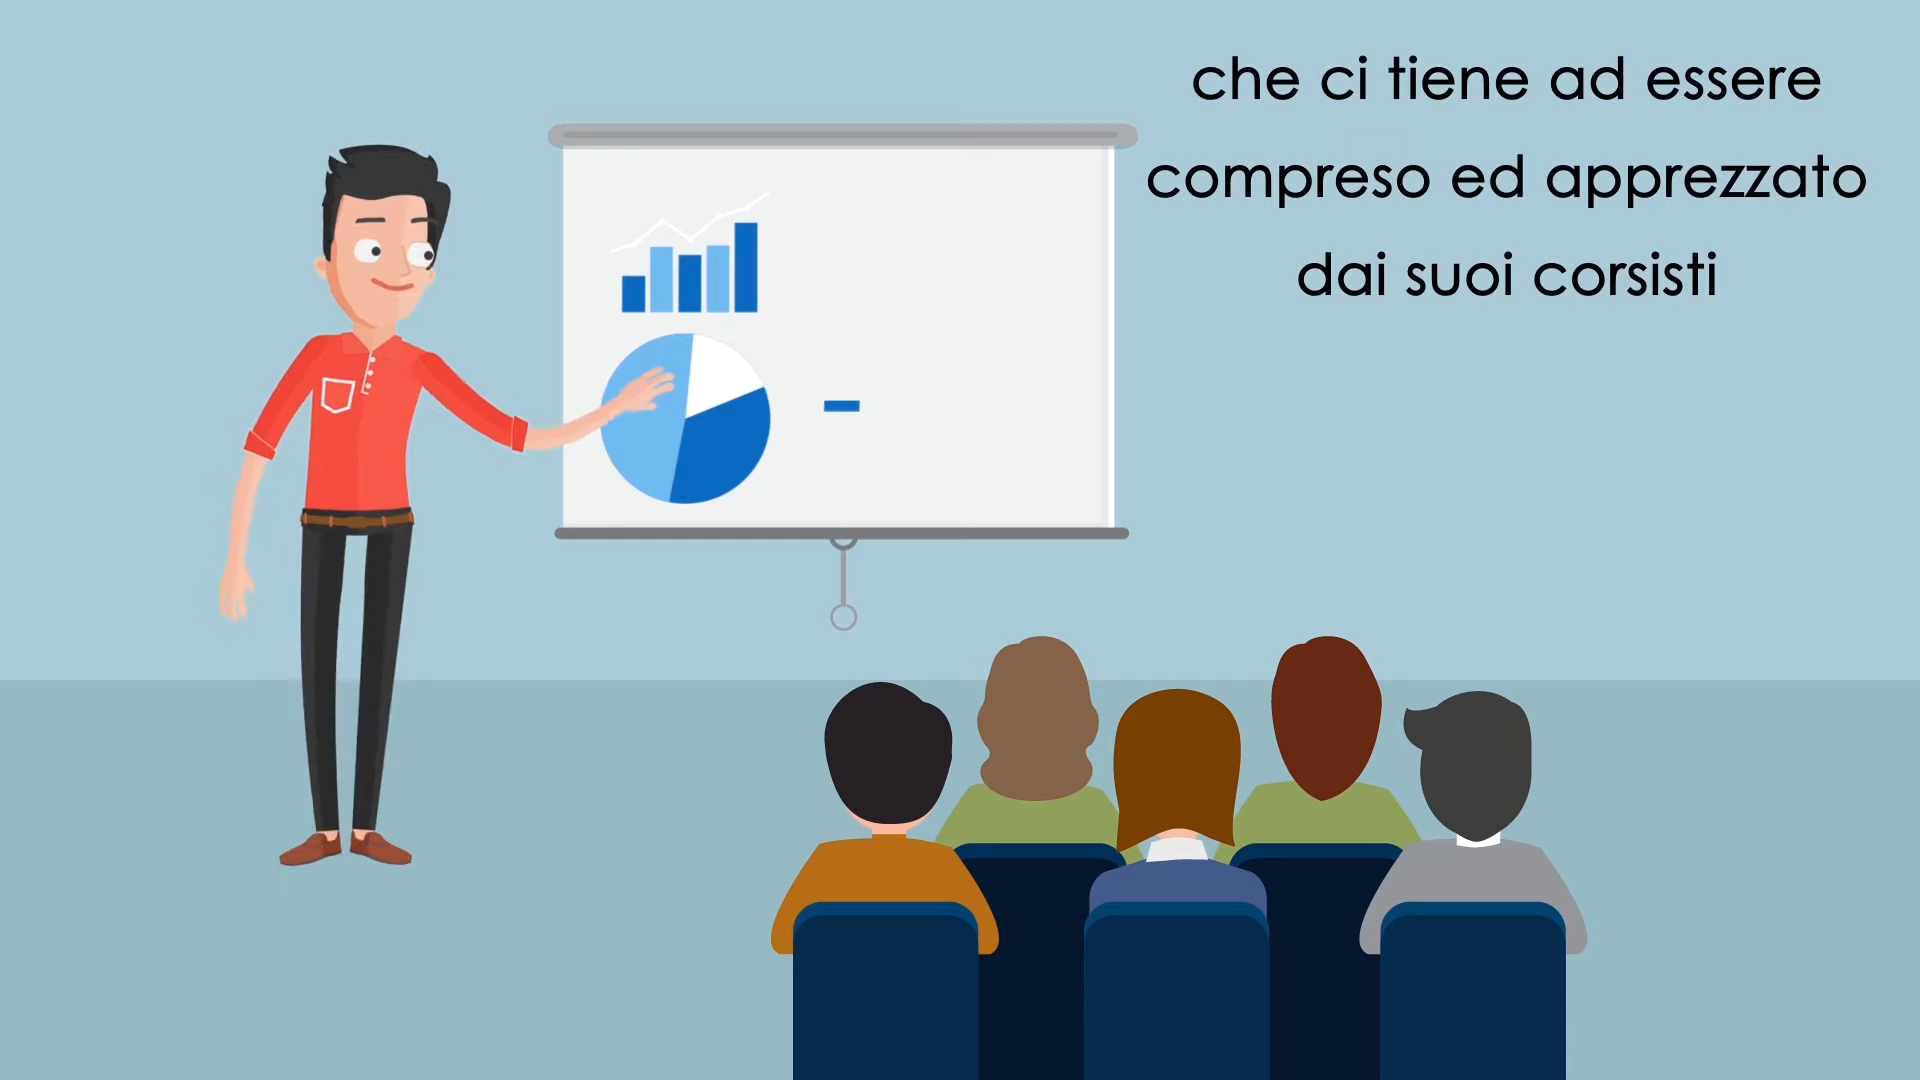 che ci tiene ad essere
compreso ed apprezzato
dai suoi corsisti